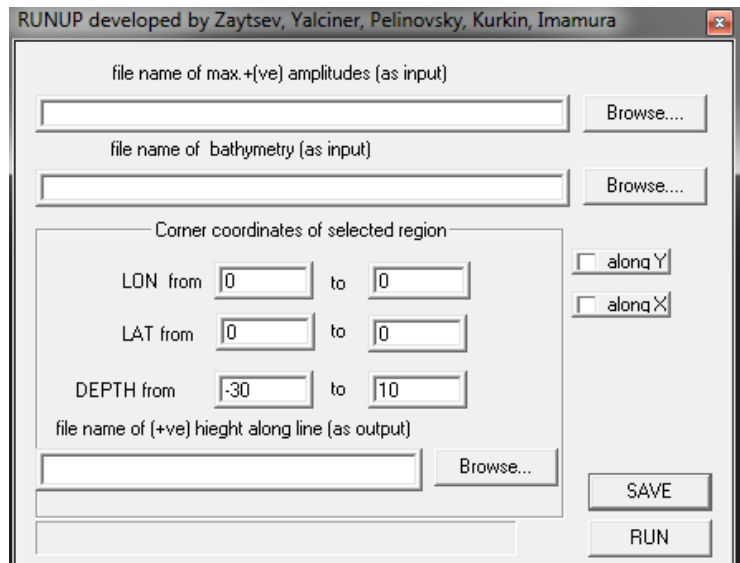 RUNUP developed by Zaytsev, Yalciner, Pelinovsky, Kurkin, Imamura
file name of max.+(ve) amplitudes (as input)
Browse....
file name of bathymetry (as input)
Browse....
Corner coordinates of selected region
LON from 0 to 0
along Y
along X
LAT from 0 to 0
DEPTH from -30 to 10
file name of (+ve) hieght along line (as output)
Browse...
SAVE
RUN